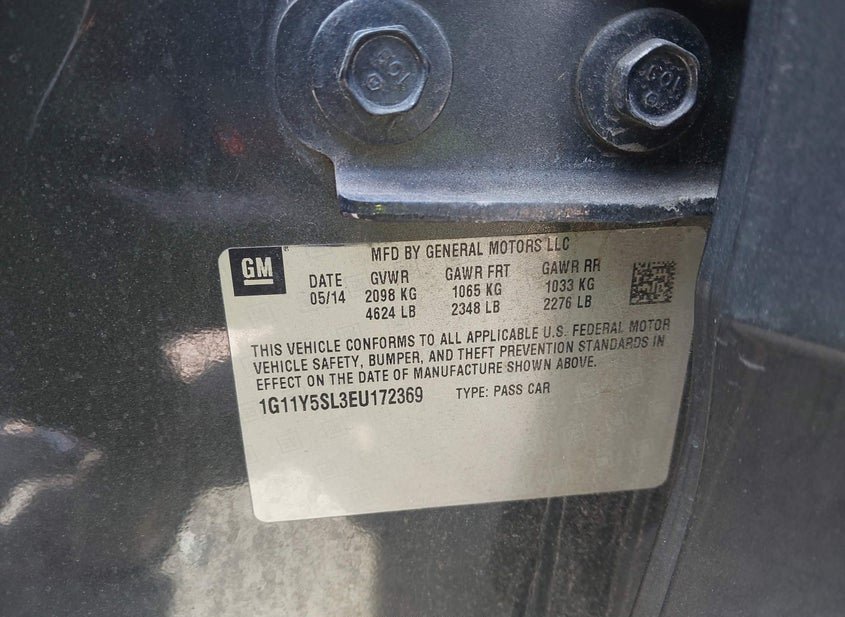 GM
MFD BY GENERAL MOTORS LLC
DATE GVWR GAWR FRT GAWR RR
05/14 2098 KG 1065 KG 1033 KG
4624 LB 2348 LB 2276 LB
THIS VEHICLE CONFORMS TO ALL APPLICABLE U.S. FEDERAL MOTOR
VEHICLE SAFETY, BUMPER, AND THEFT PREVENTION STANDARDS IN
EFFECT ON THE DATE OF MANUFACTURE SHOWN ABOVE.
1G11Y5SL3EU172369 TYPE: PASS CAR